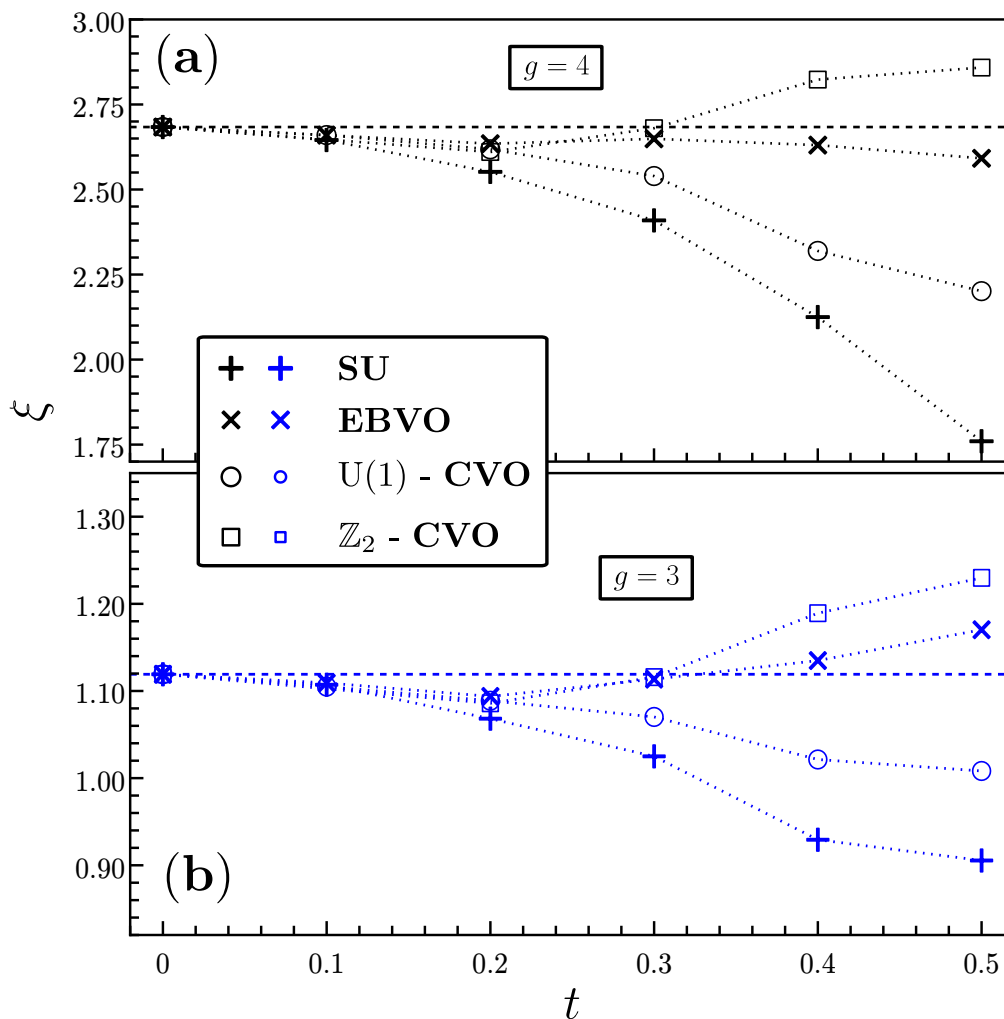 (a)
g = 4
3.00
2.75
2.50
2.25
2.00
1.75
ξ
SU
EBVO
U(1) - CVO
ℤ₂ - CVO
g = 3
1.30
1.20
1.10
1.00
0.90
(b)
0 0.1 0.2 0.3 0.4 0.5
t